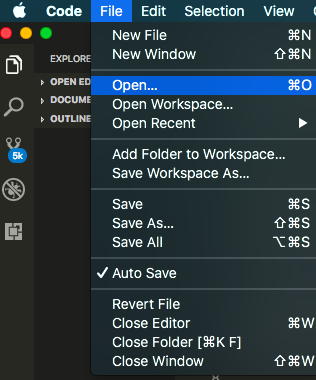 Code File Edit Selection View
EXPLORE
OPEN ED
DOCUME
OUTLINE
5k
New File ⌘N
New Window ⇧⌘N
Open... ⌘O
Open Workspace...
Open Recent
Add Folder to Workspace...
Save Workspace As...
Save ⌘S
Save As... ⇧⌘S
Save All ⌥⌘S
✓ Auto Save
Revert File
Close Editor ⌘W
Close Folder [⌘K F]
Close Window ⇧⌘W
8